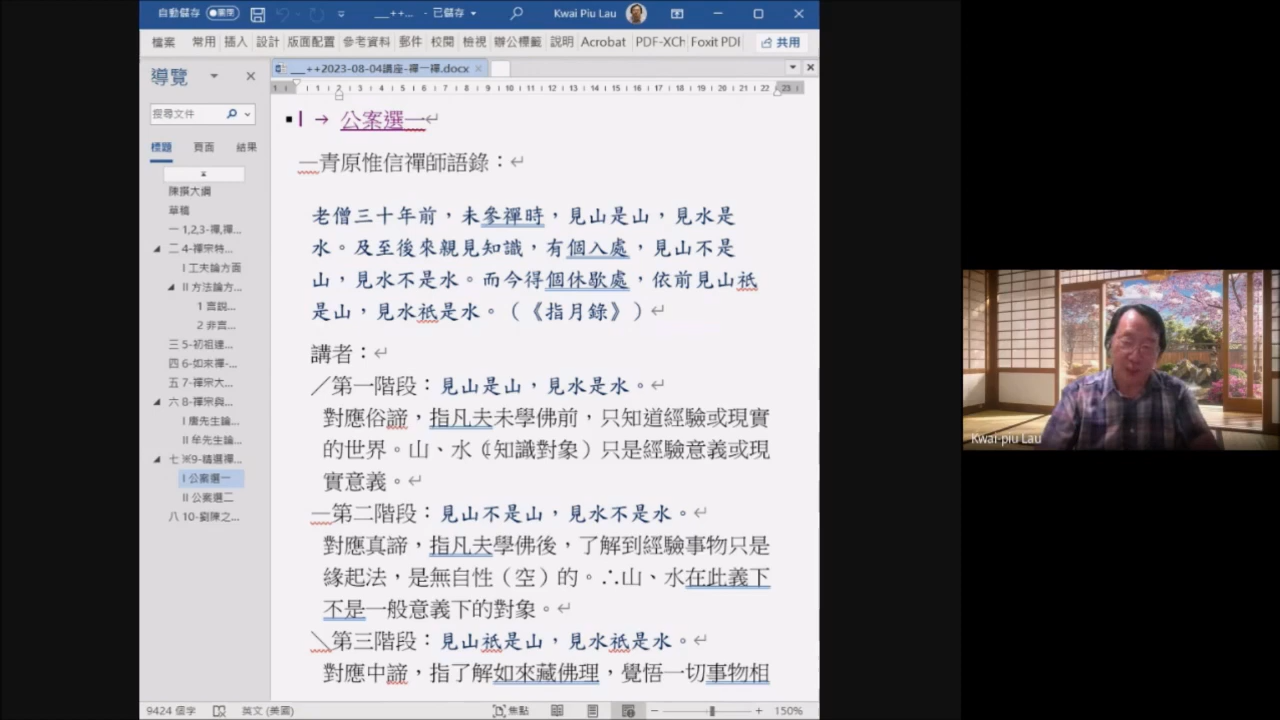 自動儲存
___++... - 已儲存
Kwai Piu Lau
檔案 常用 插入 設計 版面配置 參考資料 郵件 校閱 檢視 辦公標籤 說明 Acrobat PDF-XCh Foxit PDI 共用
導覽
___++2023-08-04講座-禪一禪.docx
搜尋文件
標題 頁面 結果
陳撰大綱
草稿
一 1,2,3-禪,禪...
二 4-禪宗特...
I 工夫論方面
II 方法論方...
1 言說...
2 非言...
三 5-初祖達...
四 6-如來禪-...
五 7-禪宗大...
六 8-禪宗與...
I 唐先生論...
II 牟先生論...
七 米9-精選禪...
I 公案選一
II 公案選二
八 10-劉陳之...
I → 公案選一
—青原惟信禪師語錄：
老僧三十年前，未參禪時，見山是山，見水是
水。及至後來親見知識，有個入處，見山不是
山，見水不是水。而今得個休歇處，依前見山祇
是山，見水祇是水。（《指月錄》）
講者：
╱第一階段：見山是山，見水是水。
對應俗諦，指凡夫未學佛前，只知道經驗或現實
的世界。山、水（知識對象）只是經驗意義或現
實意義。
—第二階段：見山不是山，見水不是水。
對應真諦，指凡夫學佛後，了解到經驗事物只是
緣起法，是無自性（空）的。∴山、水在此義下
不是一般意義下的對象。
╲第三階段：見山祇是山，見水祇是水。
對應中諦，指了解如來藏佛理，覺悟一切事物相
9424 個字 英文 (美國) 焦點 150%
Kwai-piu Lau